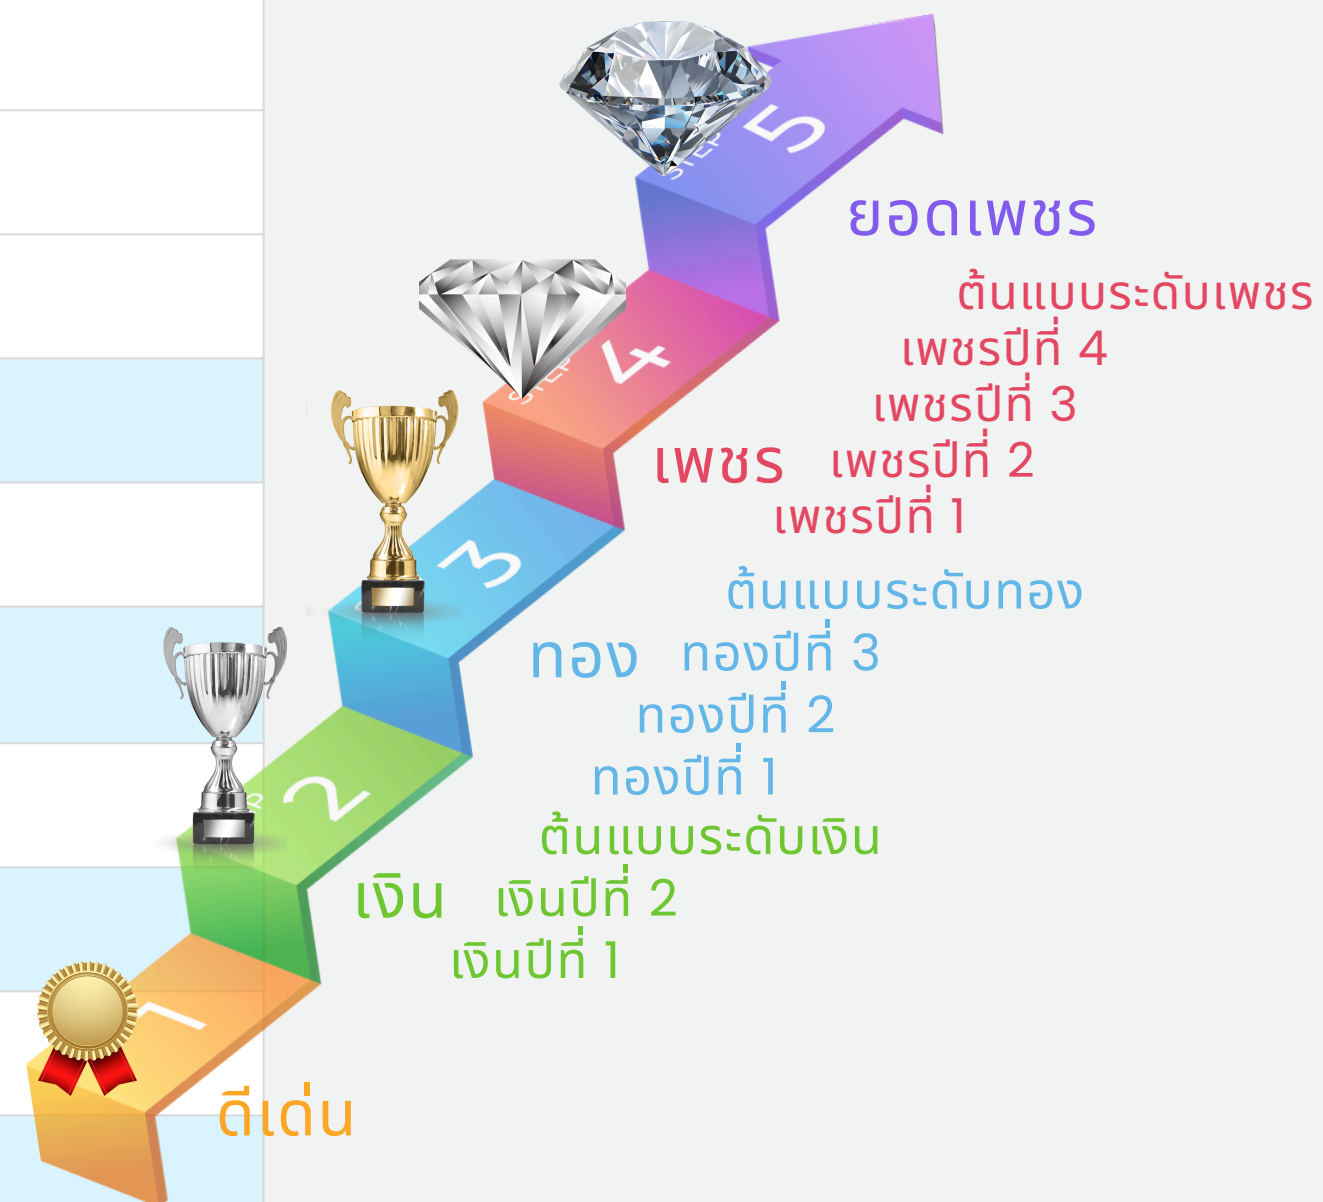 STEP
5
ยอดเพชร
ต้นแบบระดับเพชร
เพชรปีที่ 4
เพชรปีที่ 3
เพชรปีที่ 2
เพชรปีที่ 1
STEP
4
เพชร
ต้นแบบระดับทอง
ทองปีที่ 3
ทองปีที่ 2
ทองปีที่ 1
3
ทอง
ต้นแบบระดับเงิน
เงินปีที่ 2
เงินปีที่ 1
2
เงิน
1
ดีเด่น